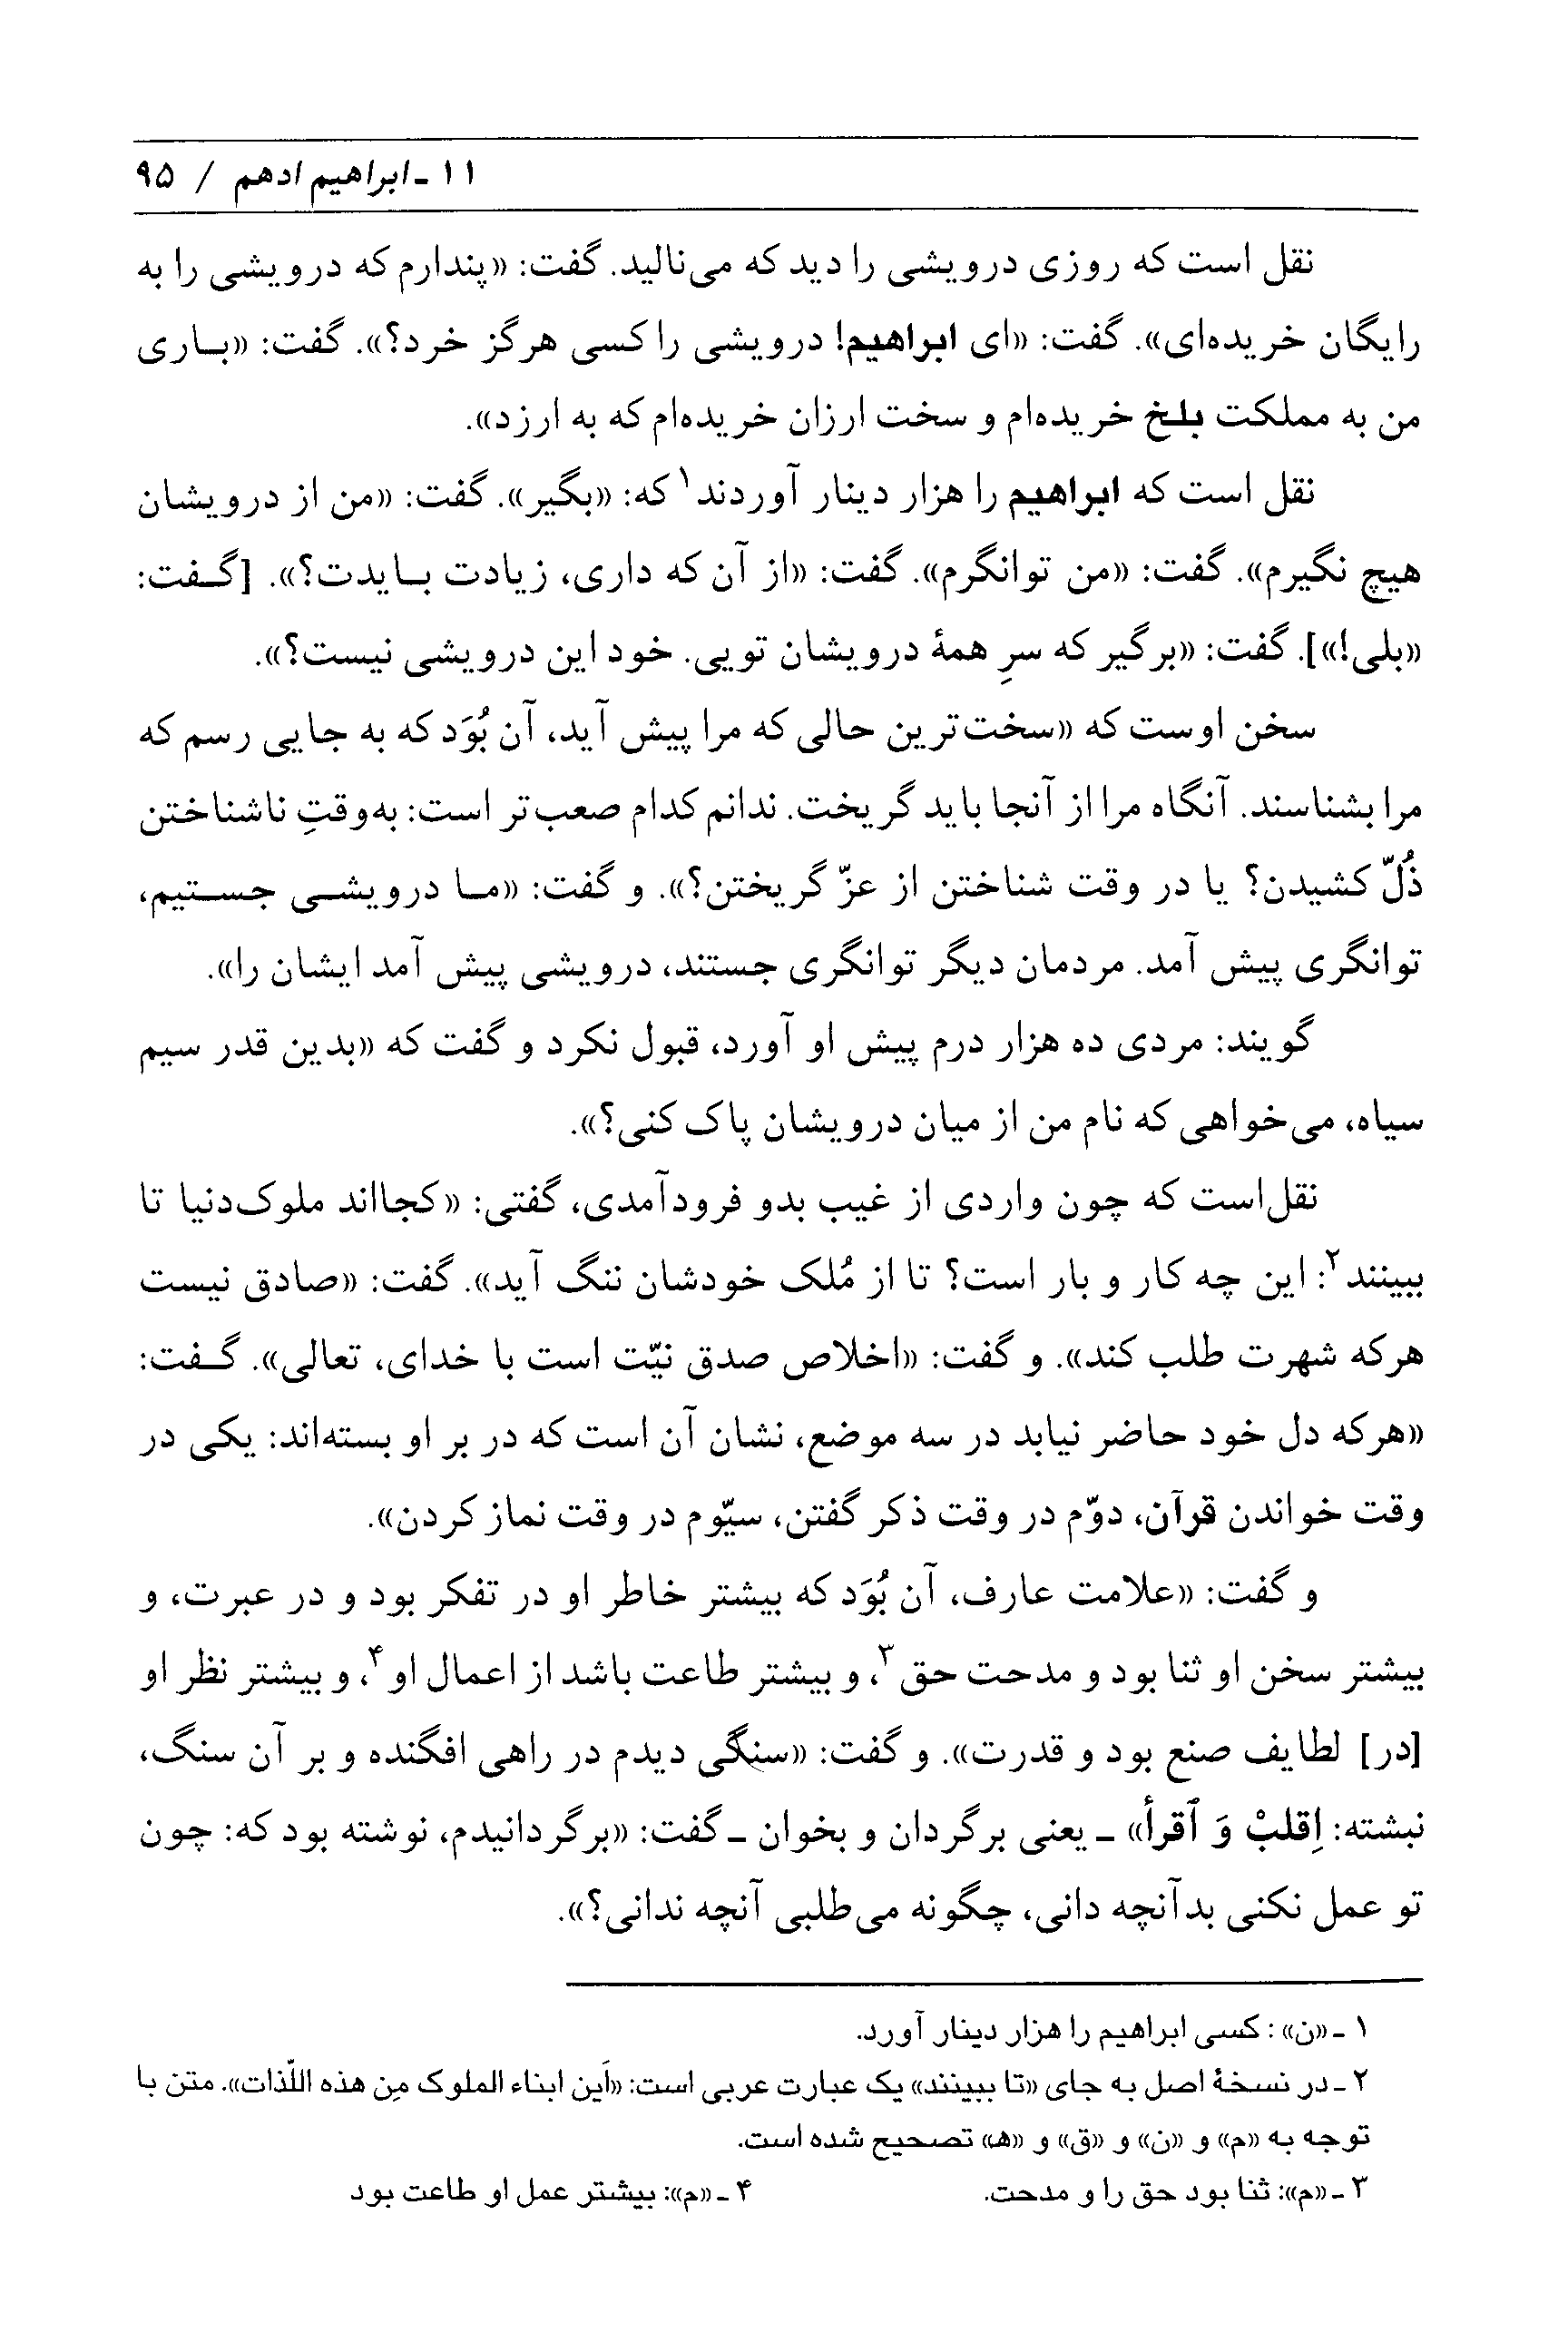 ۱۱ ـ ابراهیم ادهم / ۹۵
نقل است که روزی درویشی را دید که می‌نالید. گفت: «پندارم که درویشی را به
رایگان خریده‌ای». گفت: «ای ابراهیم! درویشی را کسی هرگز خرد؟». گفت: «باری
من به مملکت بلخ خریده‌ام و سخت ارزان خریده‌ام که به ارزد».
نقل است که ابراهیم را هزار دینار آوردند۱ که: «بگیر». گفت: «من از درویشان
هیچ نگیرم». گفت: «من توانگرم». گفت: «از آن که داری، زیادت بایدت؟». [گفت:
«بلی!»]. گفت: «برگیر که سرِ همهٔ درویشان تویی. خود این درویشی نیست؟».
سخن اوست که «سخت‌ترین حالی که مرا پیش آید، آن بُوَد که به جایی رسم که
مرا بشناسند. آنگاه مرا از آنجا باید گریخت. ندانم کدام صعب‌تر است: به‌وقتِ ناشناختن
ذُلّ کشیدن؟ یا در وقت شناختن از عزّ گریختن؟». و گفت: «ما درویشی جستیم،
توانگری پیش آمد. مردمان دیگر توانگری جستند، درویشی پیش آمد ایشان را».
گویند: مردی ده هزار درم پیش او آورد، قبول نکرد و گفت که «بدین قدر سیم
سیاه، می‌خواهی که نام من از میان درویشان پاک کنی؟».
نقل‌است که چون واردی از غیب بدو فرودآمدی، گفتی: «کجااند ملوک‌دنیا تا
ببینند۲: این چه کار و بار است؟ تا از مُلک خودشان ننگ آید». گفت: «صادق نیست
هرکه شهرت طلب کند». و گفت: «اخلاص صدق نیّت است با خدای، تعالی». گفت:
«هرکه دل خود حاضر نیابد در سه موضع، نشان آن است که در بر او بسته‌اند: یکی در
وقت خواندن قرآن، دوّم در وقت ذکر گفتن، سیّوم در وقت نماز کردن».
و گفت: «علامت عارف، آن بُوَد که بیشتر خاطر او در تفکر بود و در عبرت، و
بیشتر سخن او ثنا بود و مدحت حق۳، و بیشتر طاعت باشد از اعمال او۴، و بیشتر نظر او
[در] لطایف صنع بود و قدرت». و گفت: «سنگی دیدم در راهی افگنده و بر آن سنگ،
نبشته: اِقلبْ وَ ٱقرأ» ـ یعنی برگردان و بخوان ـ گفت: «برگردانیدم، نوشته بود که: چون
تو عمل نکنی بدآنچه دانی، چگونه می‌طلبی آنچه ندانی؟».
۱ ـ «ن» : کسی ابراهیم را هزار دینار آورد.
۲ ـ در نسخهٔ اصل به جای «تا ببینند» یک عبارت عربی است: «اَین ابناء الملوک مِن هذه اللّذات». متن با
توجه به «م» و «ن» و «ق» و «ه‍» تصحیح شده است.
۳ ـ «م»: ثنا بود حق را و مدحت.
۴ ـ «م»: بیشتر عمل او طاعت بود